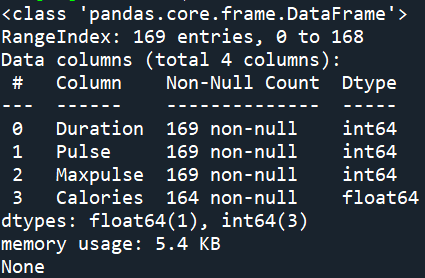 <class 'pandas.core.frame.DataFrame'>
RangeIndex: 169 entries, 0 to 168
Data columns (total 4 columns):
 #   Column    Non-Null Count  Dtype
---  ------    --------------  -----
 0   Duration  169 non-null    int64
 1   Pulse     169 non-null    int64
 2   Maxpulse  169 non-null    int64
 3   Calories  164 non-null    float64
dtypes: float64(1), int64(3)
memory usage: 5.4 KB
None